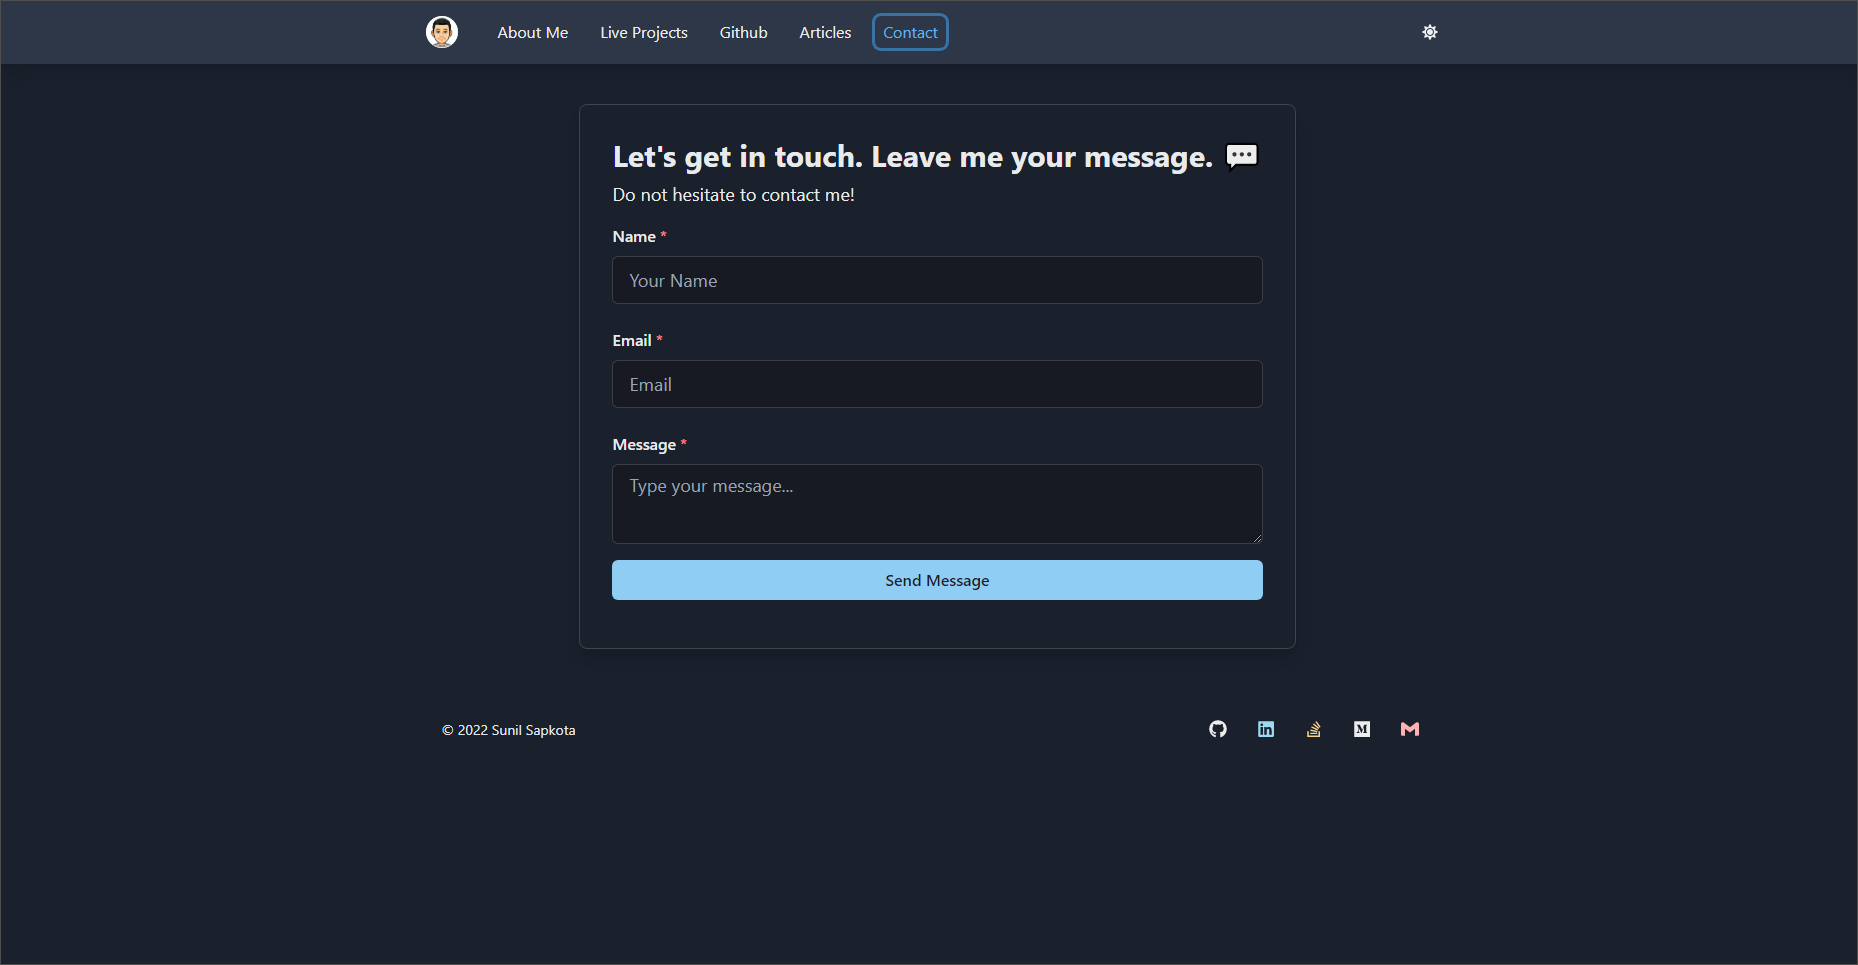 About Me Live Projects Github Articles Contact
Let's get in touch. Leave me your message. 💬
Do not hesitate to contact me!
Name *
Your Name
Email *
Email
Message *
Type your message...
Send Message
© 2022 Sunil Sapkota